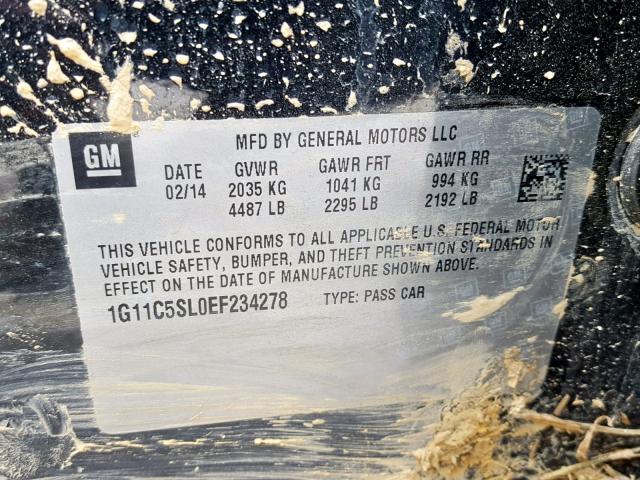 GM
MFD BY GENERAL MOTORS LLC
DATE GVWR GAWR FRT GAWR RR
02/14 2035 KG 1041 KG 994 KG
4487 LB 2295 LB 2192 LB
THIS VEHICLE CONFORMS TO ALL APPLICABLE U.S. FEDERAL MOTOR
VEHICLE SAFETY, BUMPER, AND THEFT PREVENTION STANDARDS IN
EFFECT ON THE DATE OF MANUFACTURE SHOWN ABOVE.
1G11C5SL0EF234278 TYPE: PASS CAR